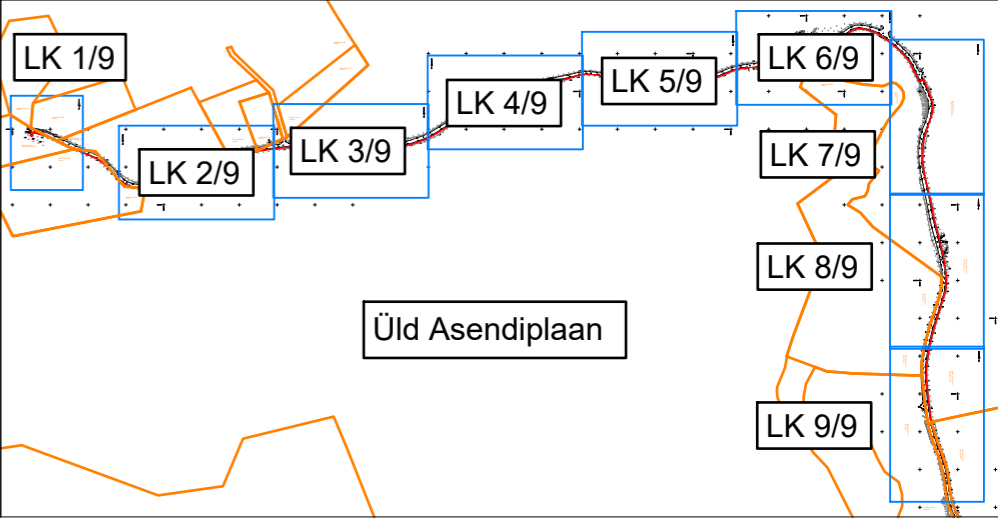 LK 1/9
LK 2/9
LK 3/9
LK 4/9
LK 5/9
LK 6/9
LK 7/9
LK 8/9
LK 9/9
Üld Asendiplaan